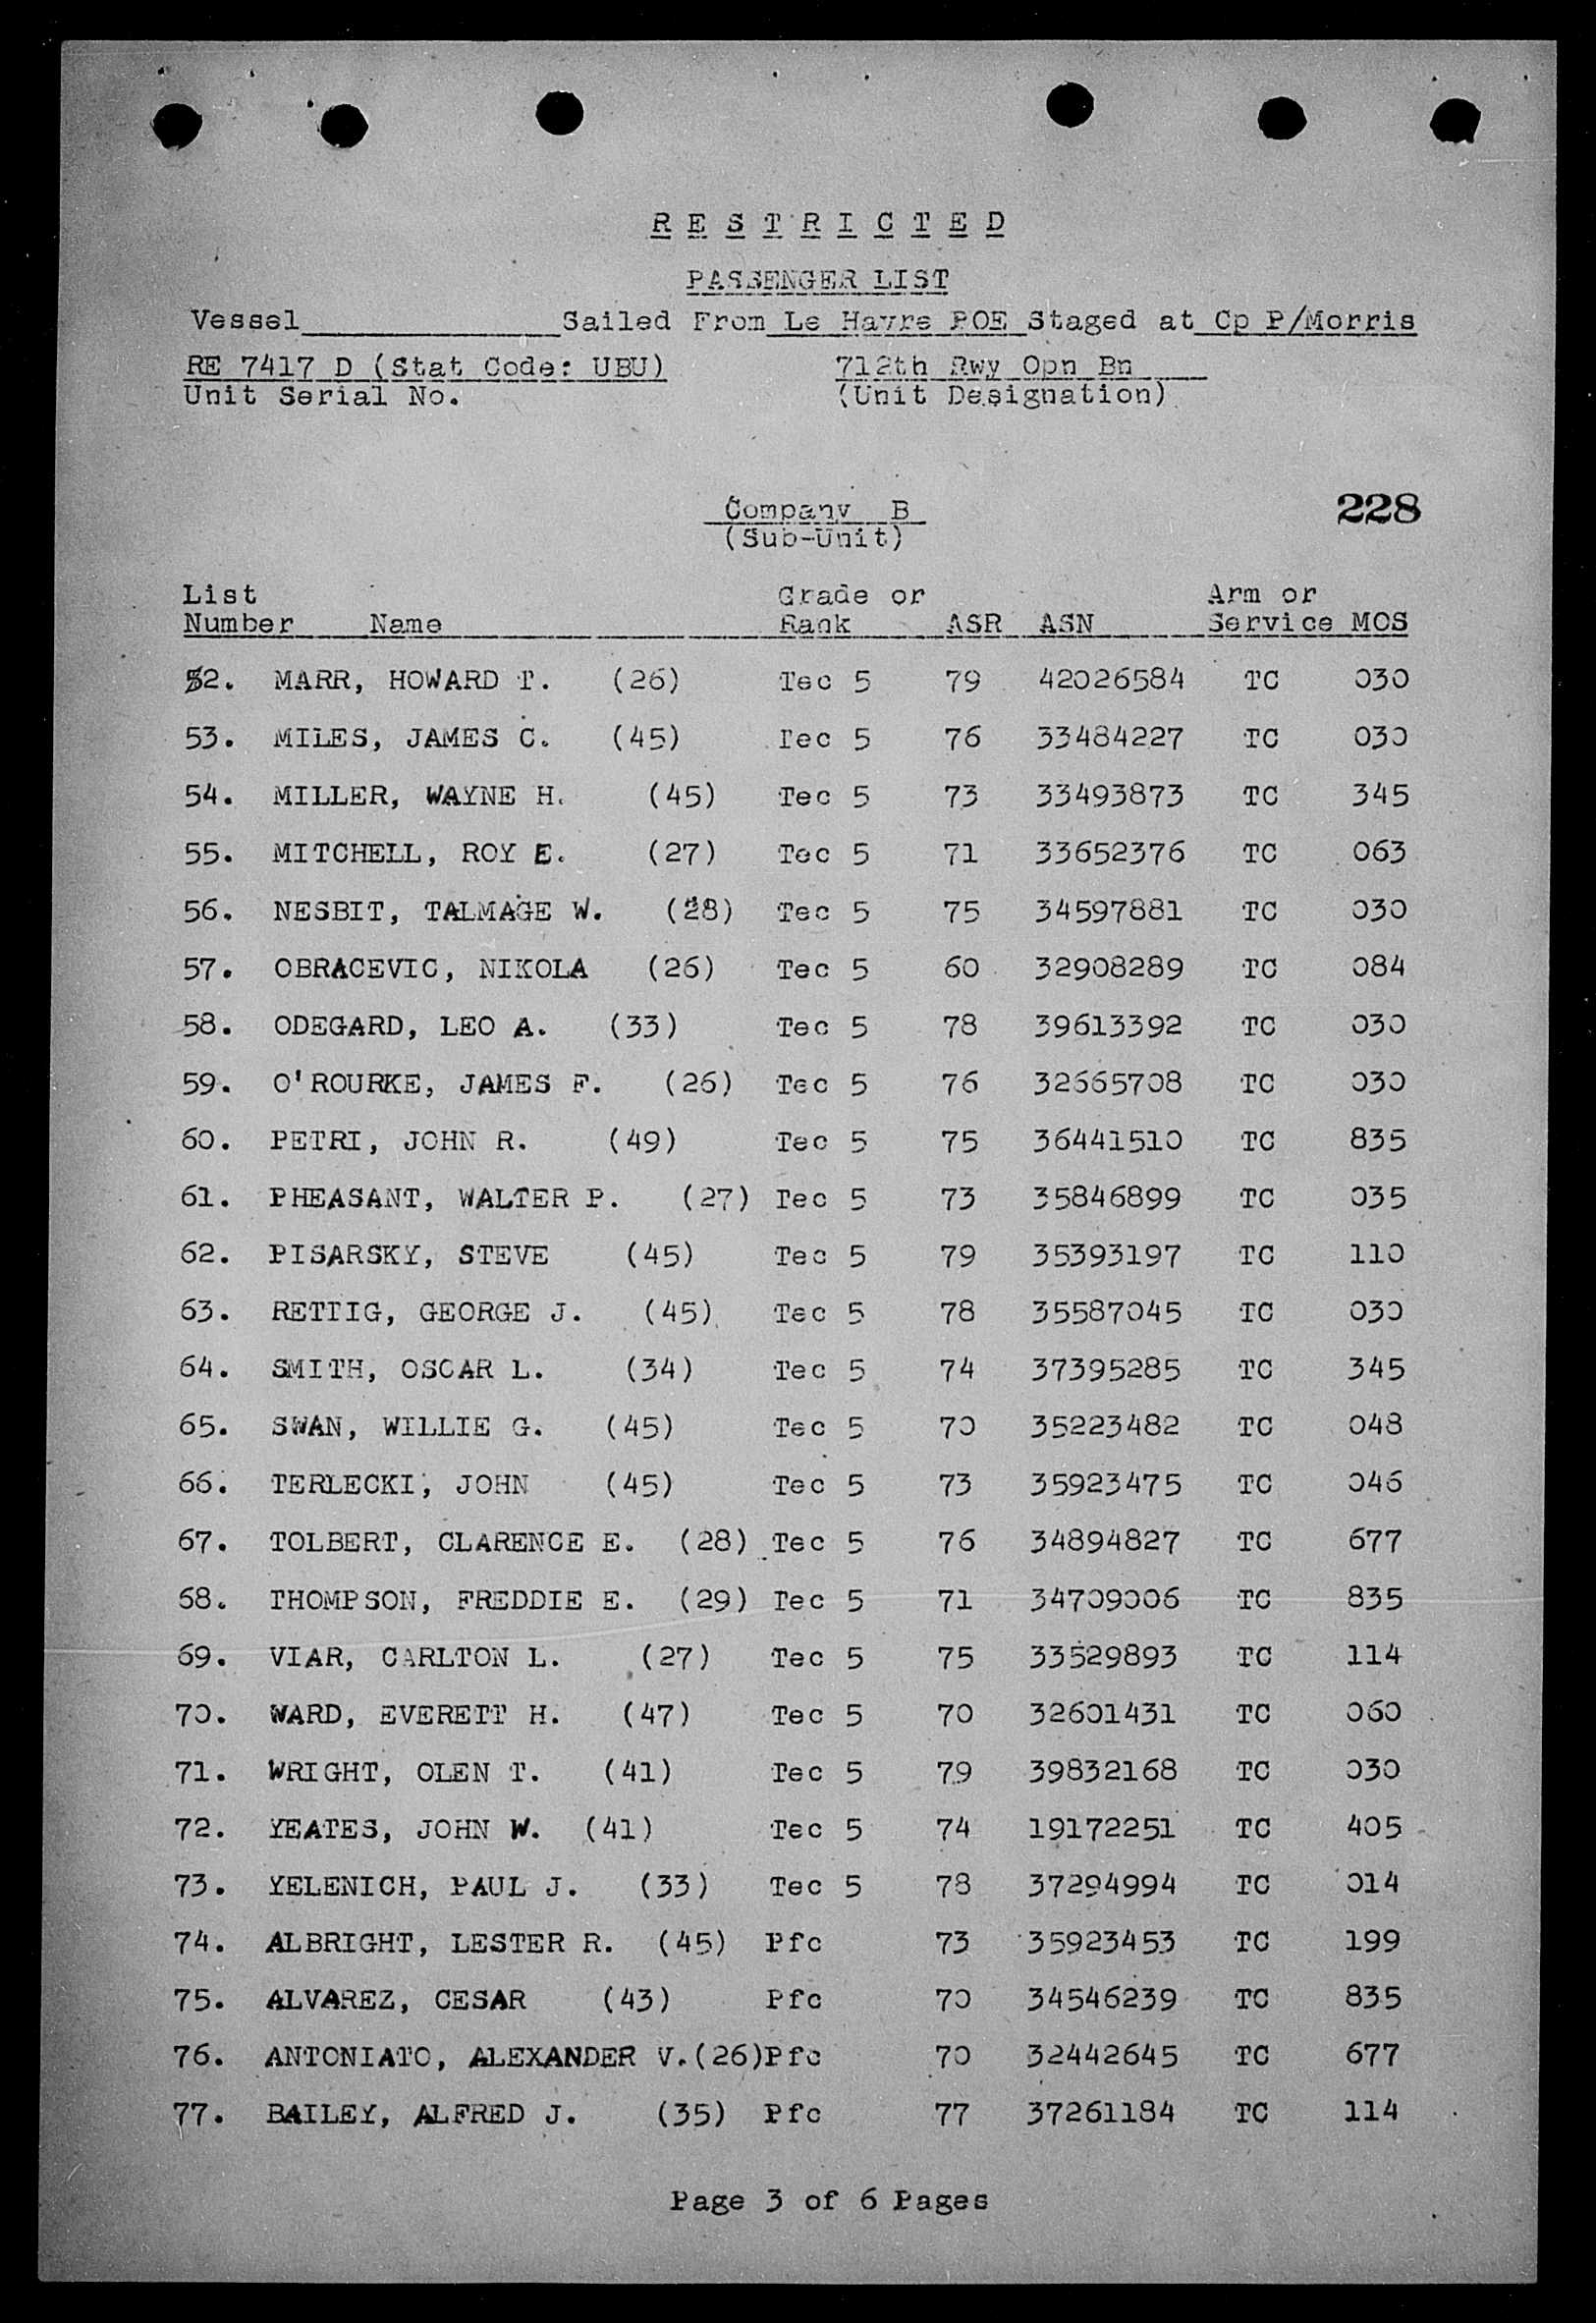 RESTRICTED
PASSENGER LIST
Vessel Sailed From Le Havre POE Staged at Cp P/Morris
RE 7417 D (Stat Code: UBU) 712th Rwy Opn Bn
Unit Serial No. (Unit Designation)
Company B 228
(Sub-Unit)
List Grade or Arm or
Number Name Rank ASR ASN Service MOS
52. MARR, HOWARD T. (26) Tec 5 79 42026584 TC 030
53. MILES, JAMES C. (45) Tec 5 76 33484227 TC 030
54. MILLER, WAYNE H. (45) Tec 5 73 33493873 TC 345
55. MITCHELL, ROY E. (27) Tec 5 71 33652376 TC 063
56. NESBIT, TALMAGE W. (28) Tec 5 75 34597881 TC 030
57. OBRACEVIC, NIKOLA (26) Tec 5 60 32908289 TC 084
58. ODEGARD, LEO A. (33) Tec 5 78 39613392 TC 030
59. O'ROURKE, JAMES F. (26) Tec 5 76 32665708 TC 030
60. PETRI, JOHN R. (49) Tec 5 75 36441510 TC 835
61. PHEASANT, WALTER P. (27) Tec 5 73 35846899 TC 035
62. PISARSKY, STEVE (45) Tec 5 79 35393197 TC 110
63. RETTIG, GEORGE J. (45) Tec 5 78 35587045 TC 030
64. SMITH, OSCAR L. (34) Tec 5 74 37395285 TC 345
65. SWAN, WILLIE G. (45) Tec 5 70 35223482 TC 048
66. TERLECKI, JOHN (45) Tec 5 73 35923475 TC 046
67. TOLBERT, CLARENCE E. (28) Tec 5 76 34894827 TC 677
68. THOMPSON, FREDDIE E. (29) Tec 5 71 34709006 TC 835
69. VIAR, CARLTON L. (27) Tec 5 75 33529893 TC 114
70. WARD, EVERETT H. (47) Tec 5 70 32601431 TC 060
71. WRIGHT, OLEN T. (41) Tec 5 79 39832168 TC 030
72. YEATES, JOHN W. (41) Tec 5 74 19172251 TC 405
73. YELENICH, PAUL J. (33) Tec 5 78 37294994 TC 014
74. ALBRIGHT, LESTER R. (45) Pfc 73 35923453 TC 199
75. ALVAREZ, CESAR (43) Pfc 70 34546239 TC 835
76. ANTONIATO, ALEXANDER V.(26)Pfc 70 32442645 TC 677
77. BAILEY, ALFRED J. (35) Pfc 77 37261184 TC 114
Page 3 of 6 Pages